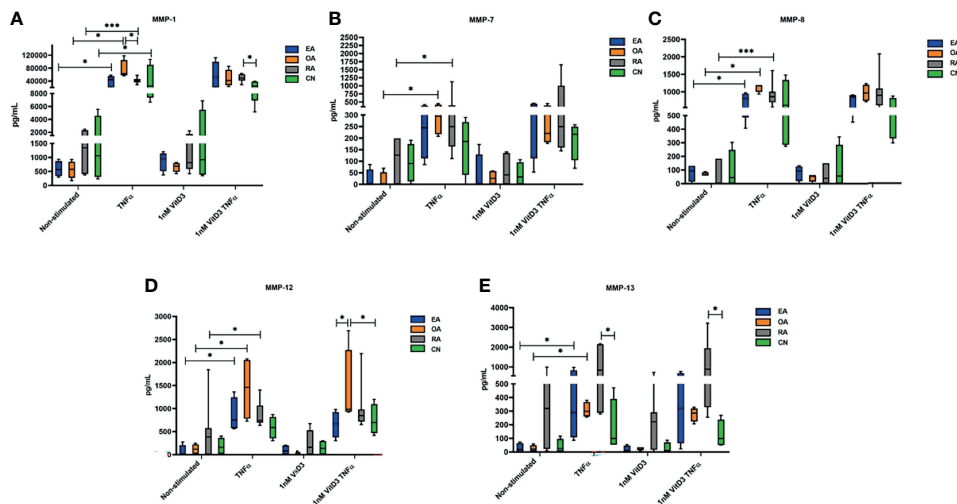 A
MMP-1
***
*
*
*
*
*
120000
80000
40000
8000
6000
4000
2000
1000
500
0
pg/mL
Non-stimulated
TNFα
1nM VitD3
1nM VitD3 TNFα
EA
OA
RA
CN
B
MMP-7
*
*
2500
2250
2000
1750
1500
1250
1000
750
500
300
250
200
150
100
50
0
pg/mL
Non-stimulated
TNFα
1nM VitD3
1nM VitD3 TNFα
EA
OA
RA
CN
C
MMP-8
***
*
*
3000
2000
1000
500
400
300
200
100
0
pg/mL
Non-stimulated
TNFα
1nM VitD3
1nM VitD3 TNFα
EA
OA
RA
CN
D
MMP-12
*
*
*
*
*
3000
2500
2000
1500
1000
500
0
pg/mL
Non-stimulated
TNFα
1nM VitD3
1nM VitD3 TNFα
EA
OA
RA
CN
E
MMP-13
*
*
*
*
4000
3000
2000
1000
500
400
300
200
100
0
pg/mL
Non-stimulated
TNFα
1nM VitD3
1nM VitD3 TNFα
EA
OA
RA
CN